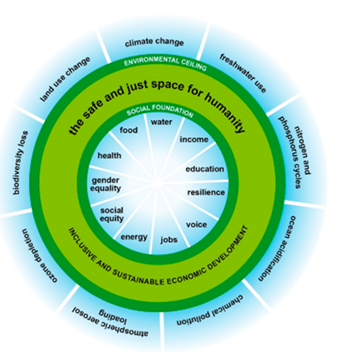 climate change
freshwater use
nitrogen and
phosphorus cycles
ocean acidification
chemical pollution
atmospheric aerosol
loading
ozone depletion
biodiversity loss
land use change
ENVIRONMENTAL CEILING
the safe and just space for humanity
SOCIAL FOUNDATION
water
income
education
resilience
voice
jobs
energy
social
equity
gender
equality
health
food
INCLUSIVE AND SUSTAINABLE ECONOMIC DEVELOPMENT